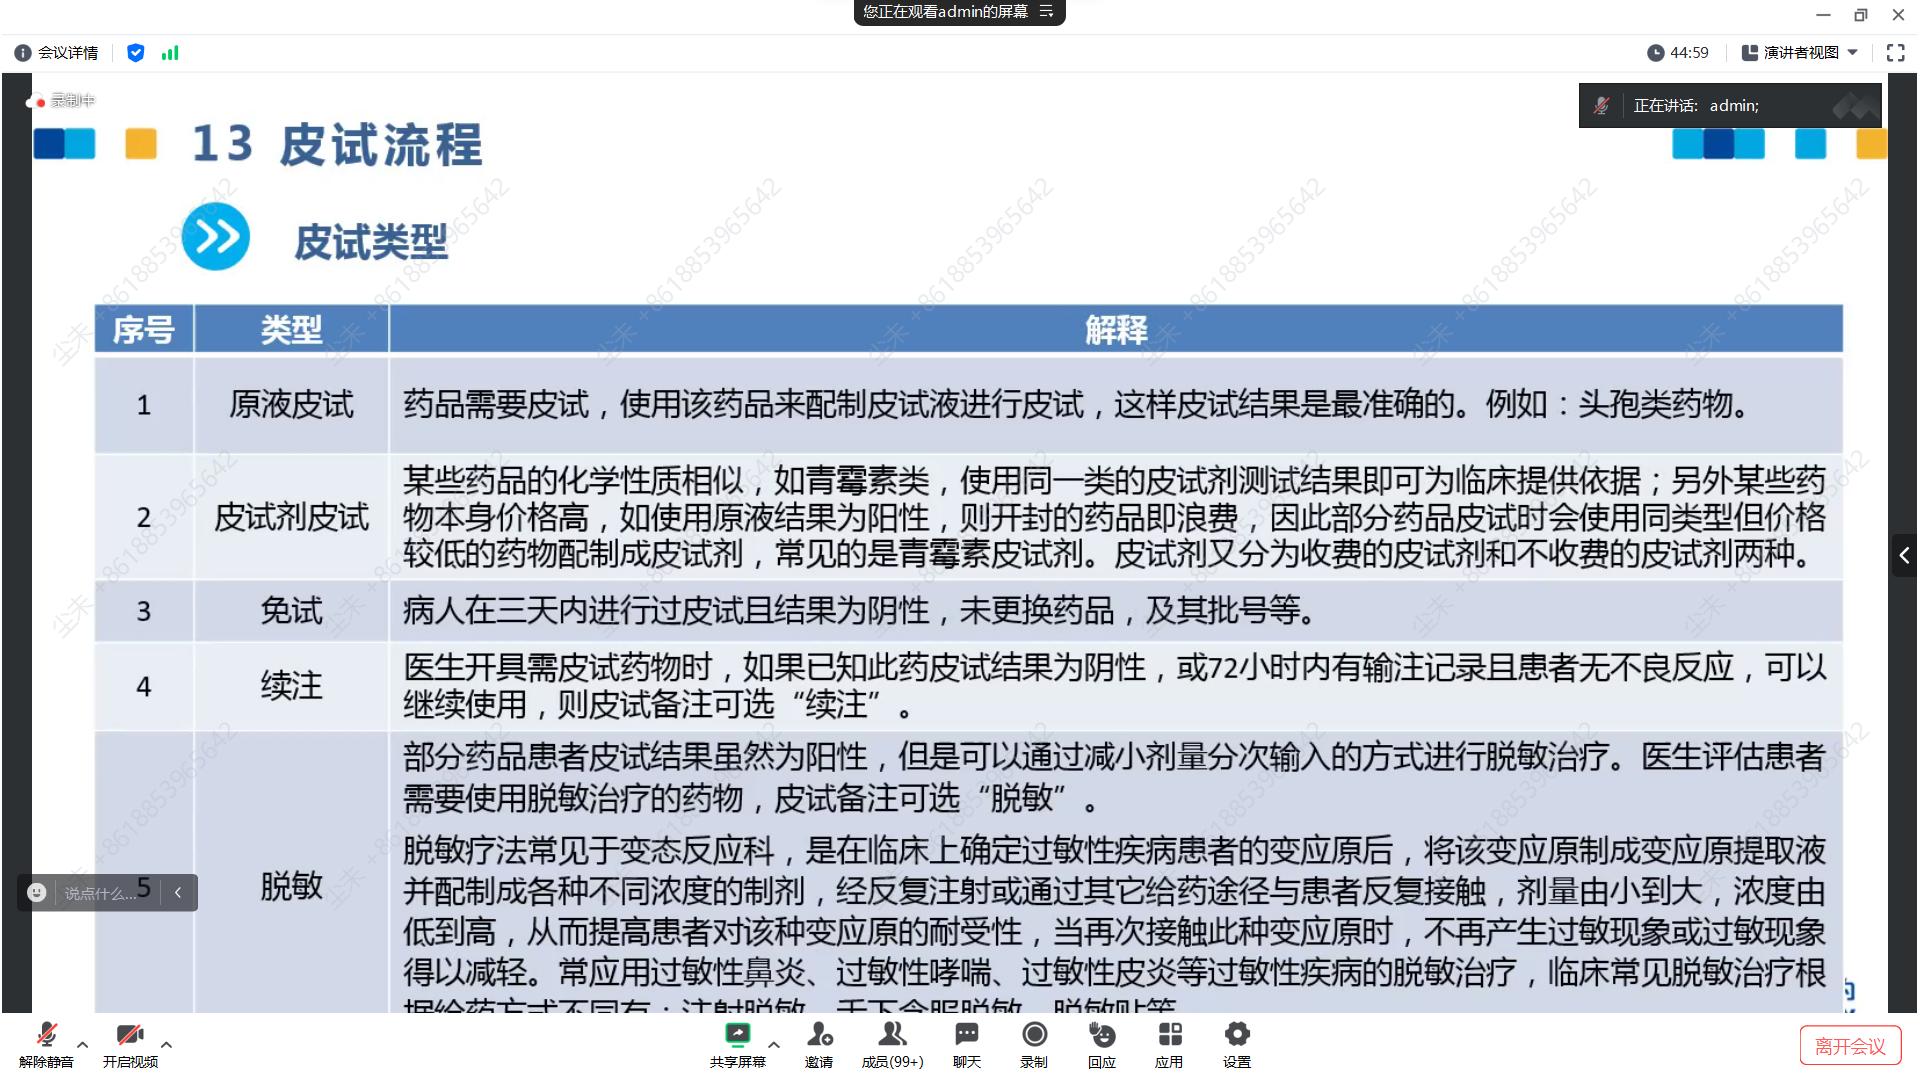 您正在观看admin的屏幕
会议详情
44:59
演讲者视图
录制中
正在讲话: admin;
13 皮试流程
皮试类型
序号 类型 解释
1 原液皮试 药品需要皮试，使用该药品来配制皮试液进行皮试，这样皮试结果是最准确的。例如：头孢类药物。
某些药品的化学性质相似，如青霉素类，使用同一类的皮试剂测试结果即可为临床提供依据；另外某些药
2 皮试剂皮试 物本身价格高，如使用原液结果为阳性，则开封的药品即浪费，因此部分药品皮试时会使用同类型但价格
较低的药物配制成皮试剂，常见的是青霉素皮试剂。皮试剂又分为收费的皮试剂和不收费的皮试剂两种。
3 免试 病人在三天内进行过皮试且结果为阴性，未更换药品，及其批号等。
医生开具需皮试药物时，如果已知此药皮试结果为阴性，或72小时内有输注记录且患者无不良反应，可以
4 续注
继续使用，则皮试备注可选“续注”。
部分药品患者皮试结果虽然为阳性，但是可以通过减小剂量分次输入的方式进行脱敏治疗。医生评估患者
需要使用脱敏治疗的药物，皮试备注可选“脱敏”。
脱敏疗法常见于变态反应科，是在临床上确定过敏性疾病患者的变应原后，将该变应原制成变应原提取液
5 脱敏
并配制成各种不同浓度的制剂，经反复注射或通过其它给药途径与患者反复接触，剂量由小到大，浓度由
低到高，从而提高患者对该种变应原的耐受性，当再次接触此种变应原时，不再产生过敏现象或过敏现象
得以减轻。常应用过敏性鼻炎、过敏性哮喘、过敏性皮炎等过敏性疾病的脱敏治疗，临床常见脱敏治疗根
据给药方式不同有：注射脱敏、舌下含服脱敏、脱敏贴等
说点什么...
尘未 +8618853965642
解除静音 开启视频 共享屏幕 邀请 成员(99+) 聊天 录制 回应 应用 设置 离开会议